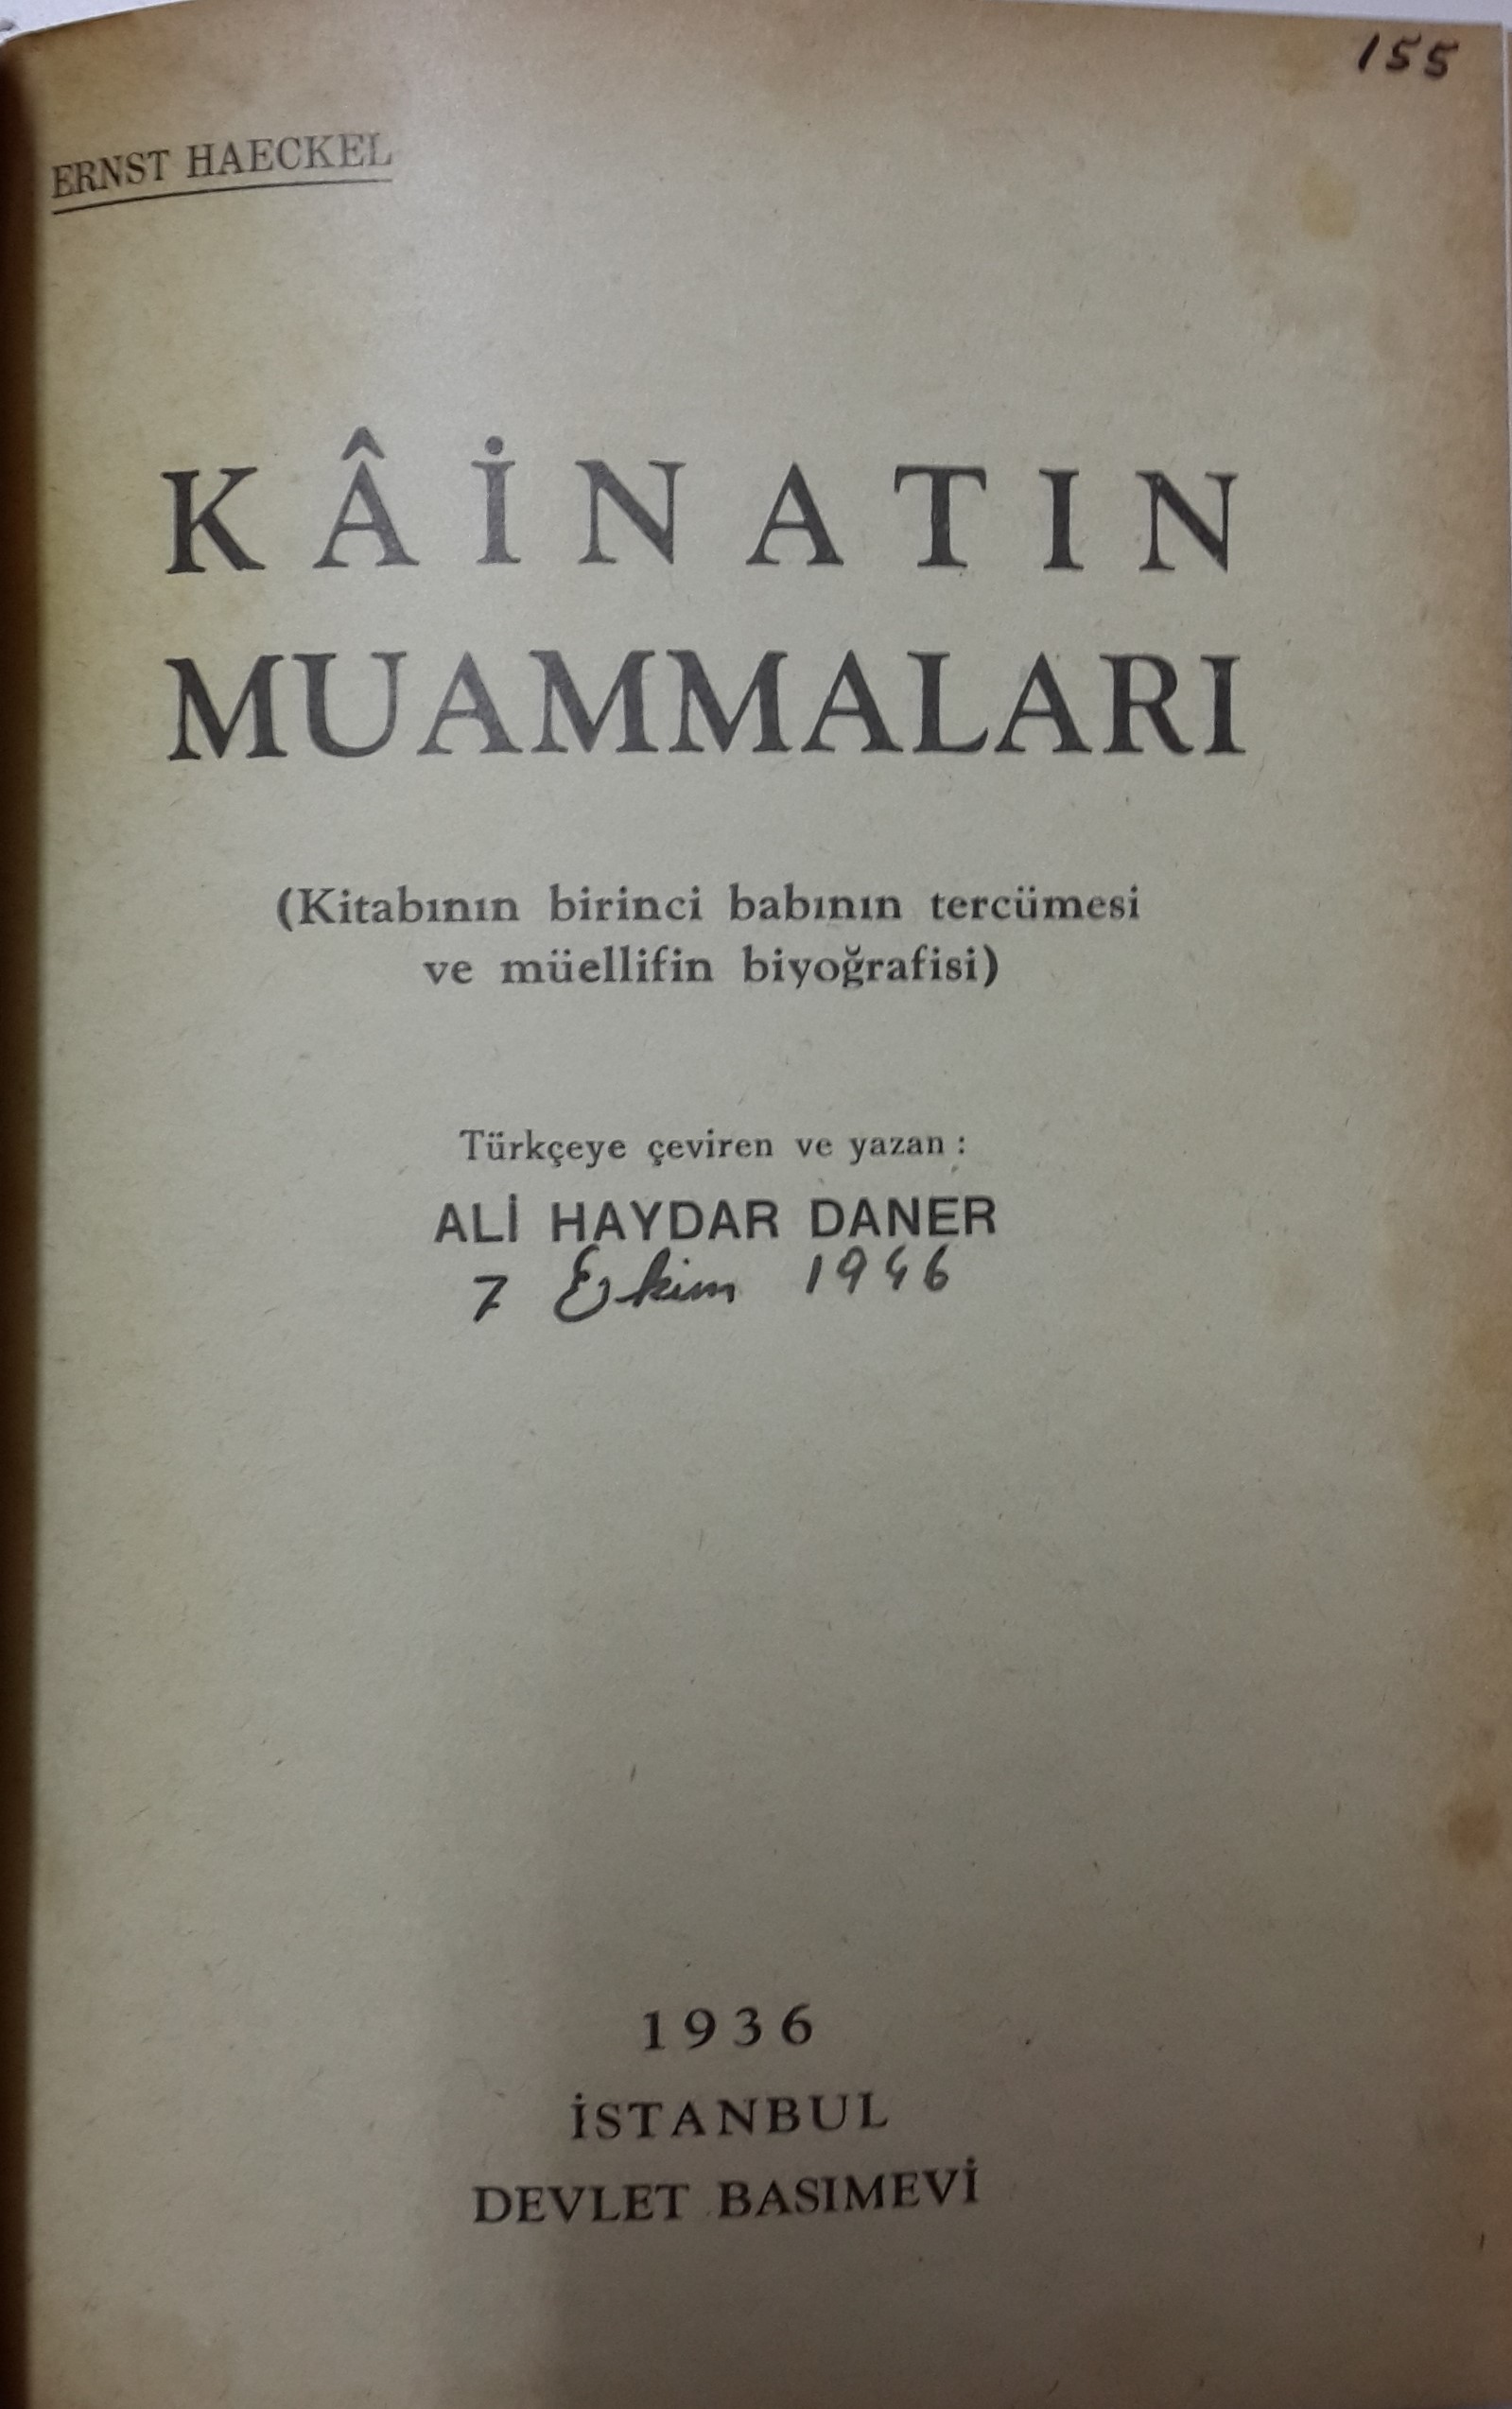 155
ERNST HAECKEL
KÂİNATIN
MUAMMALARI
(Kitabının birinci babının tercümesi
ve müellifin biyoğrafisi)
Türkçeye çeviren ve yazan :
ALİ HAYDAR DANER
7 Ekim 1946
1936
İSTANBUL
DEVLET BASIMEVİ